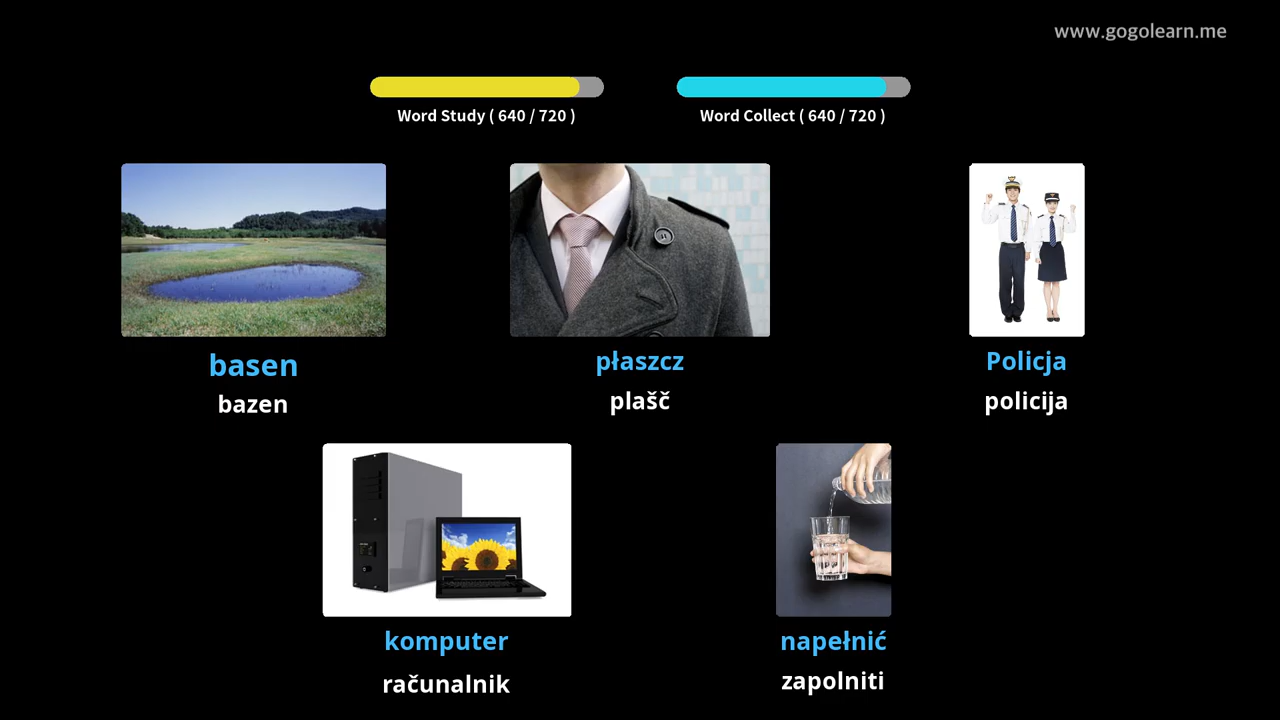 www.gogolearn.me
Word Study ( 640 / 720 )
Word Collect ( 640 / 720 )
basen
bazen
płaszcz
plašč
Policja
policija
komputer
računalnik
napełnić
zapolniti